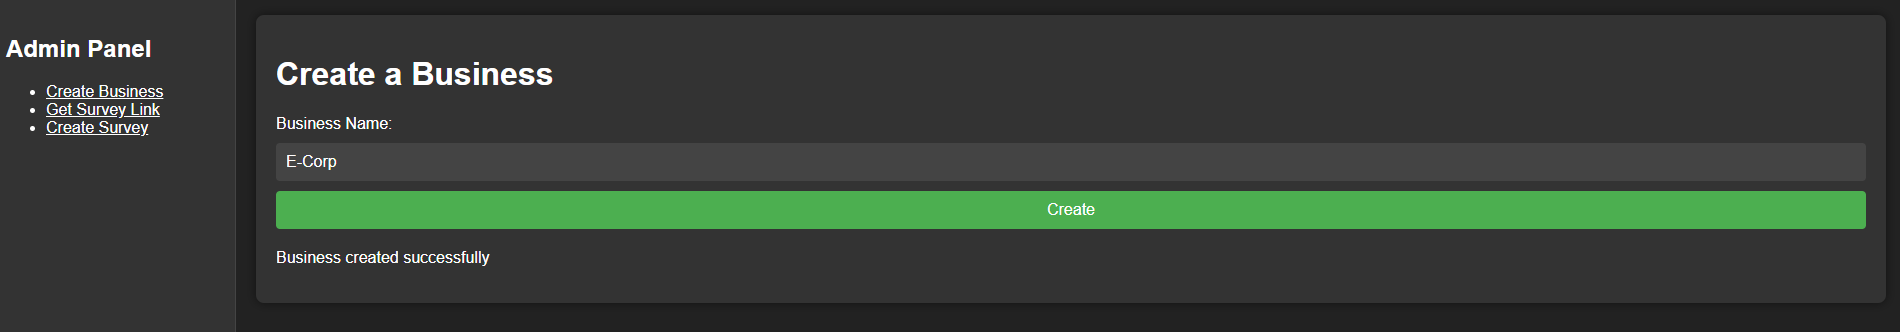 Admin Panel
Create Business
Get Survey Link
Create Survey
Create a Business
Business Name:
E-Corp
Create
Business created successfully